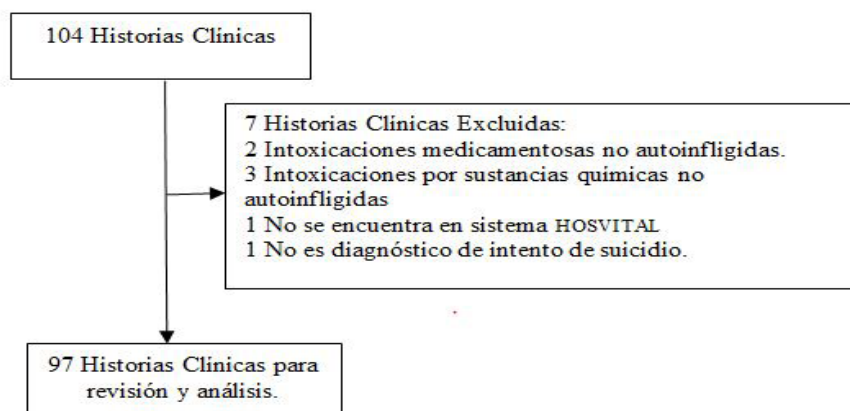 104 Historias Clínicas
7 Historias Clínicas Excluidas:
2 Intoxicaciones medicamentosas no autoinfligidas.
3 Intoxicaciones por sustancias químicas no
autoinfligidas
1 No se encuentra en sistema HOSVITAL
1 No es diagnóstico de intento de suicidio.
97 Historias Clínicas para
revisión y análisis.